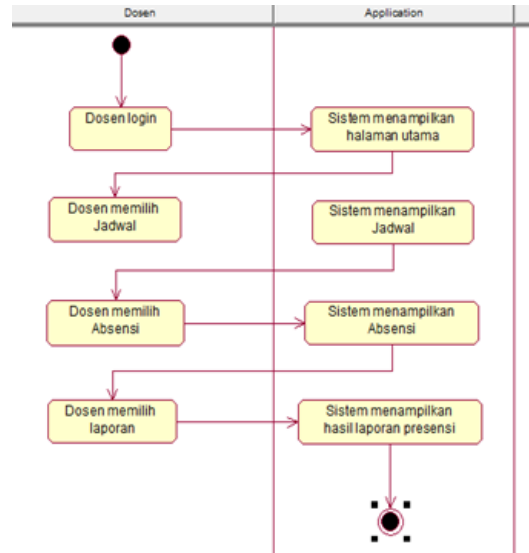 Dosen
Application
Dosen login
Sistem menampilkan
halaman utama
Dosen memilih
Jadwal
Sistem menampilkan
Jadwal
Dosen memilih
Absensi
Sistem menampilkan
Absensi
Dosen memilih
laporan
Sistem menampilkan
hasil laporan presensi